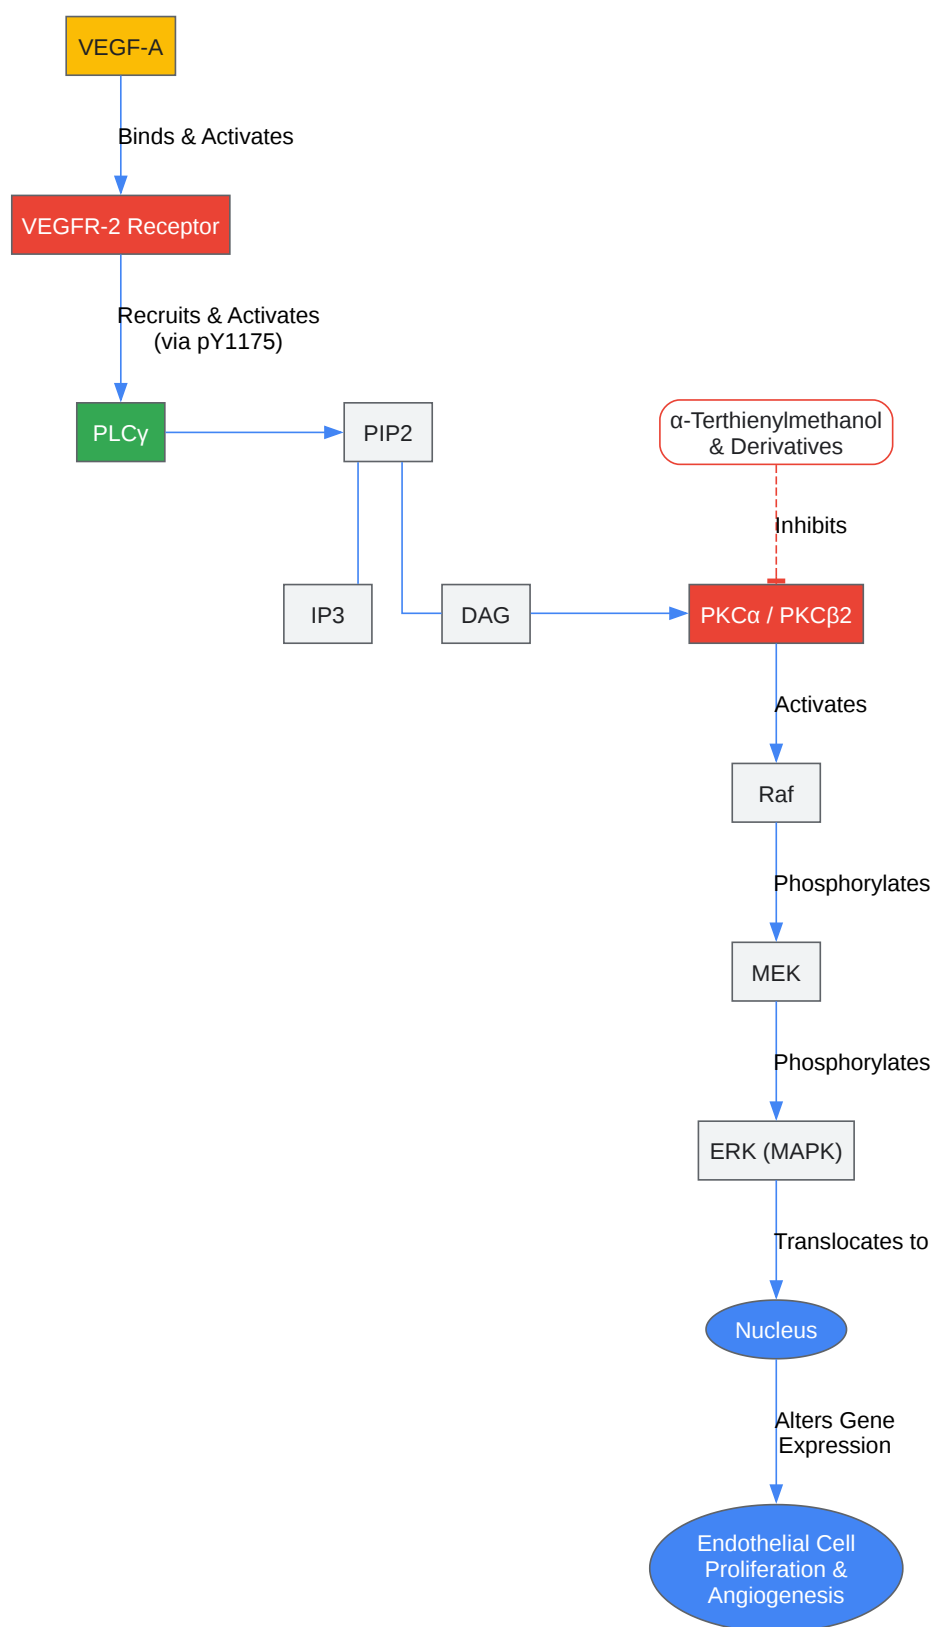 VEGF-A
Binds & Activates
VEGFR-2 Receptor
Recruits & Activates
(via pY1175)
PLCγ
PIP2
α-Terthienylmethanol
& Derivatives
Inhibits
IP3
DAG
PKCα / PKCβ2
Activates
Raf
Phosphorylates
MEK
Phosphorylates
ERK (MAPK)
Translocates to
Nucleus
Alters Gene
Expression
Endothelial Cell
Proliferation &
Angiogenesis